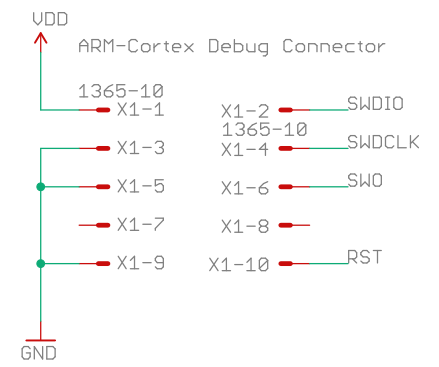 VDD
ARM-Cortex Debug Connector
1365-10
X1-1
X1-2
SWDIO
1365-10
X1-3
X1-4
SWDCLK
X1-5
X1-6
SWO
X1-7
X1-8
X1-9
X1-10
RST
GND